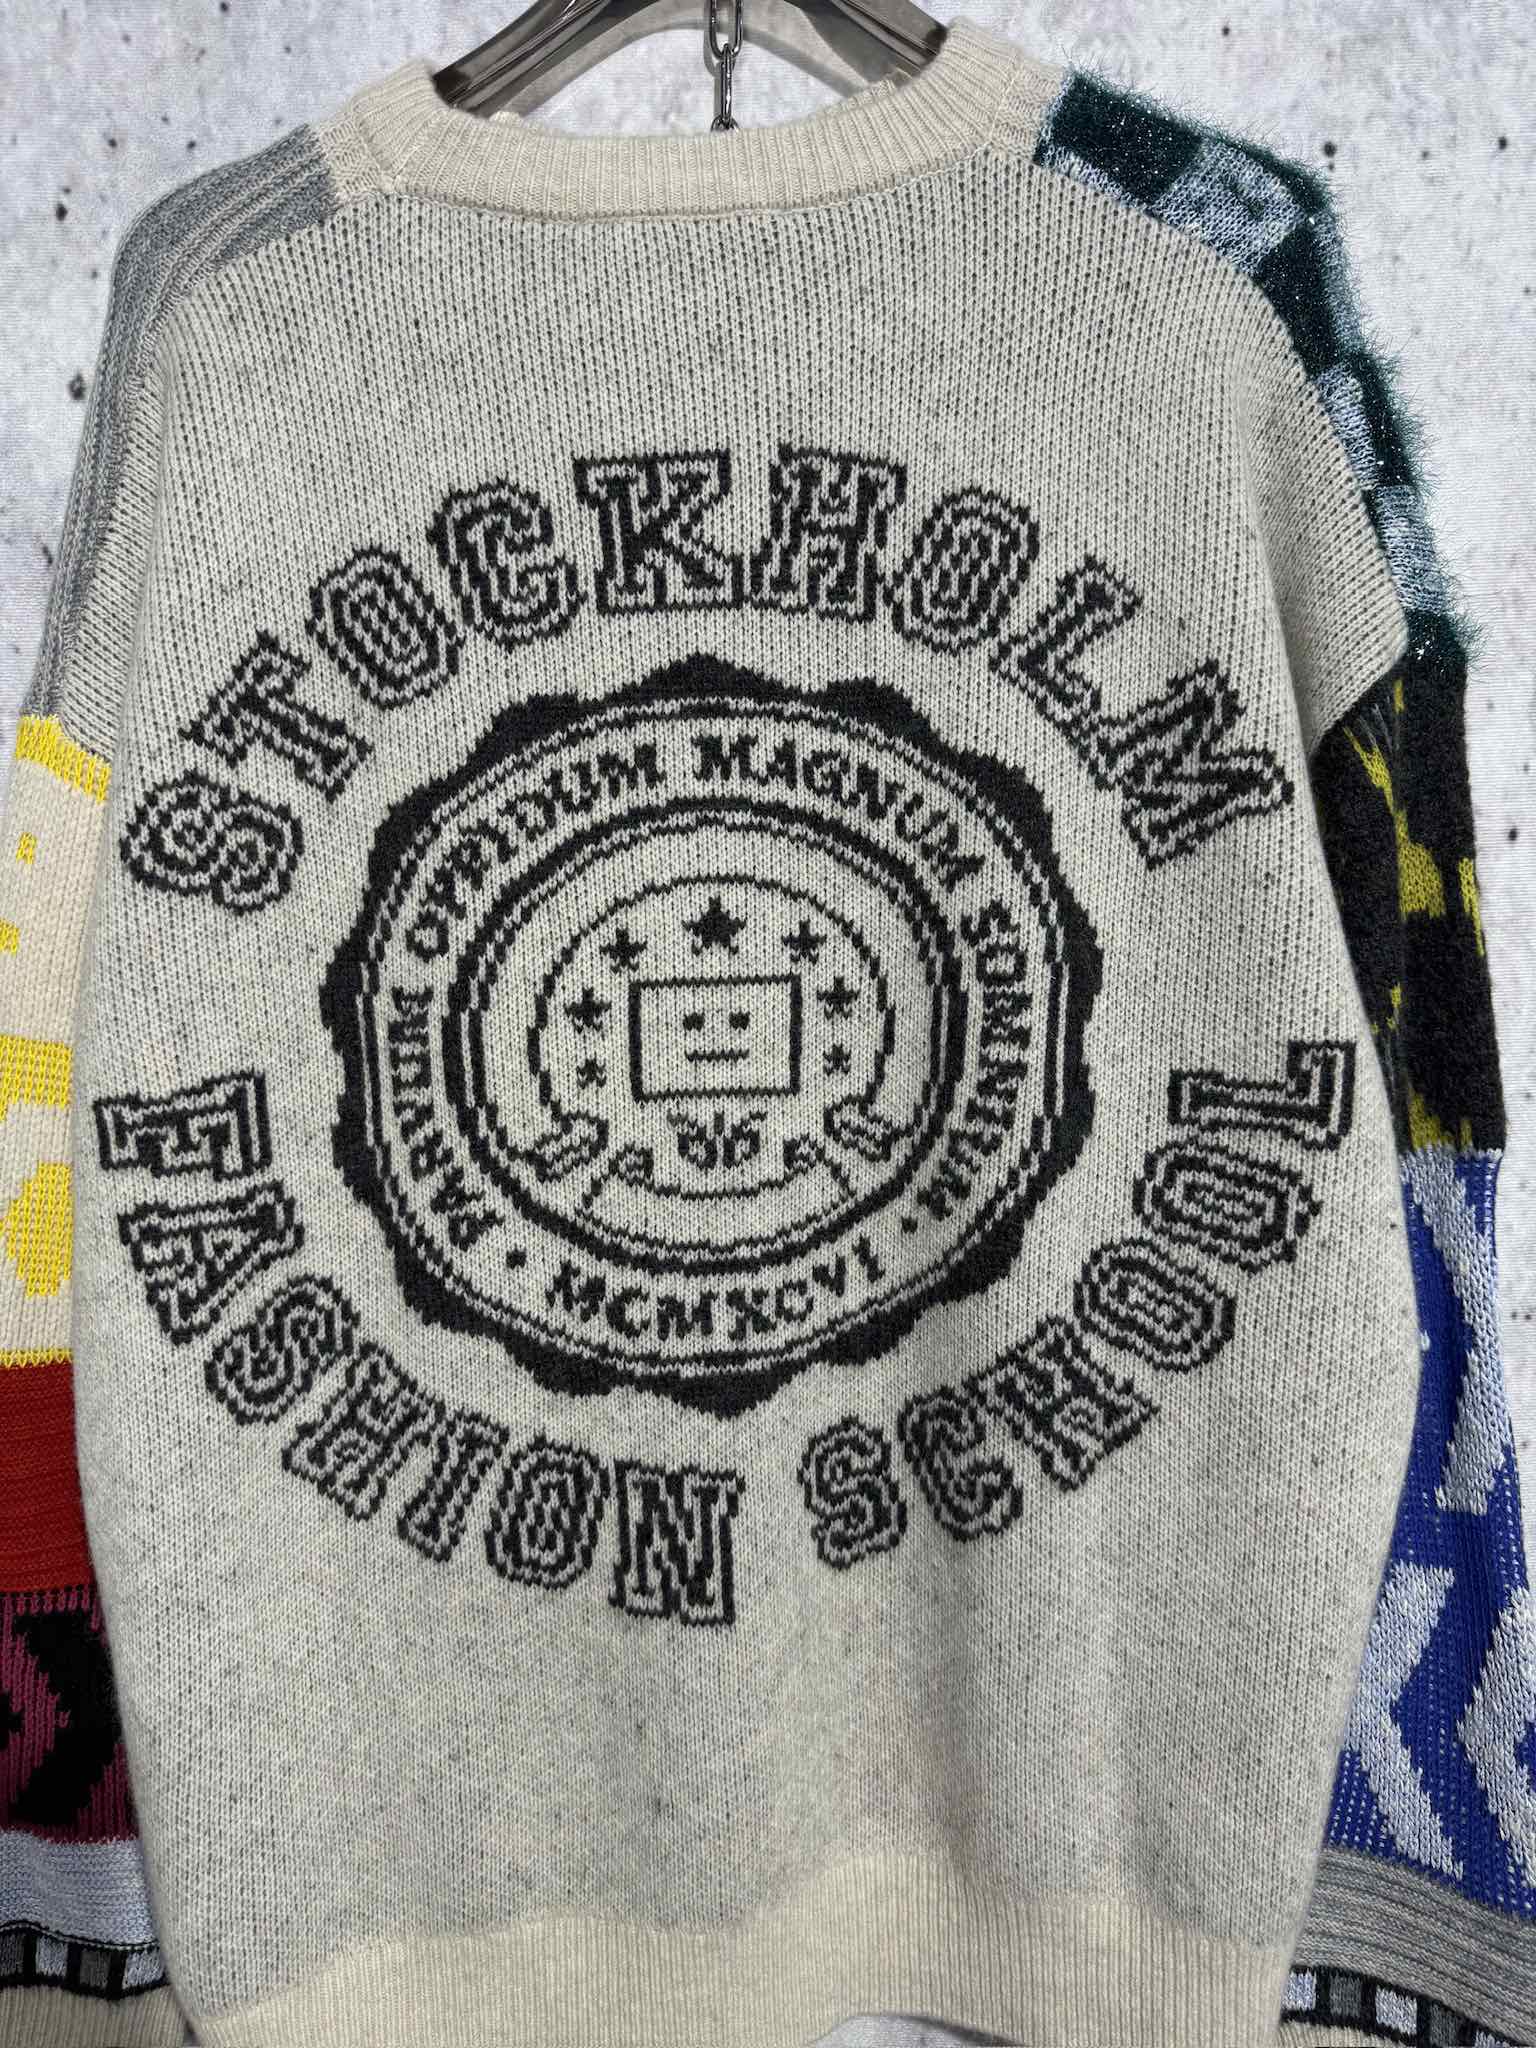 STOCKHOLM
PARVUM OPPIDUM MAGNUM SOMNIUM.
• MCMXCVI •
FASHION SCHOOL